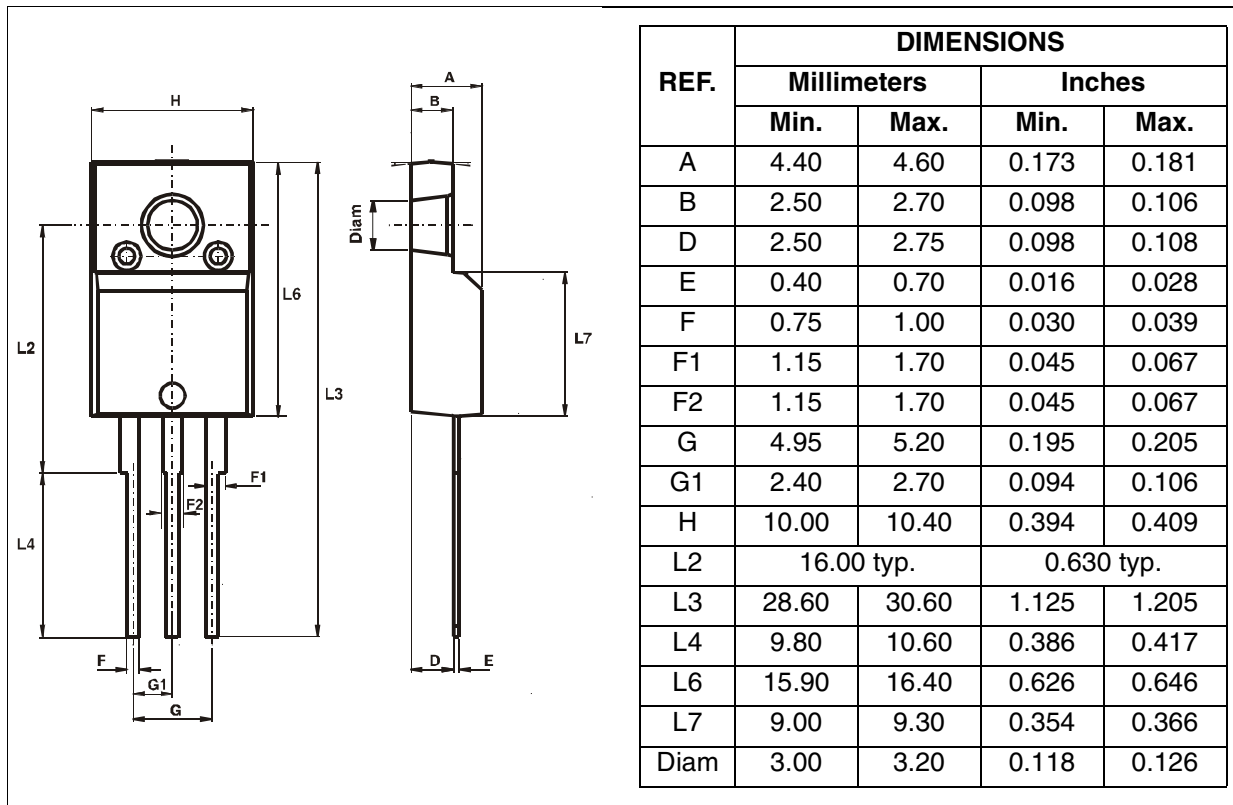 H
A
B
Diam
L6
L2
L7
L3
F1
F2
L4
F
G1
G
D
E
REF.
DIMENSIONS
Millimeters Inches
Min. Max. Min. Max.
A 4.40 4.60 0.173 0.181
B 2.50 2.70 0.098 0.106
D 2.50 2.75 0.098 0.108
E 0.40 0.70 0.016 0.028
F 0.75 1.00 0.030 0.039
F1 1.15 1.70 0.045 0.067
F2 1.15 1.70 0.045 0.067
G 4.95 5.20 0.195 0.205
G1 2.40 2.70 0.094 0.106
H 10.00 10.40 0.394 0.409
L2 16.00 typ. 0.630 typ.
L3 28.60 30.60 1.125 1.205
L4 9.80 10.60 0.386 0.417
L6 15.90 16.40 0.626 0.646
L7 9.00 9.30 0.354 0.366
Diam 3.00 3.20 0.118 0.126